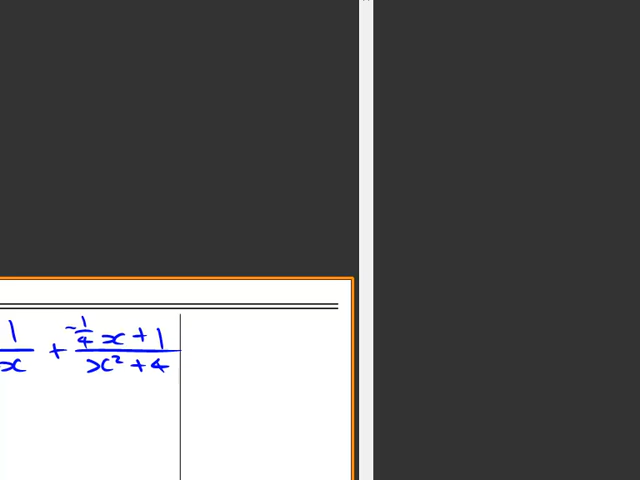 1/x + (-1/4 x + 1)/(x² + 4)